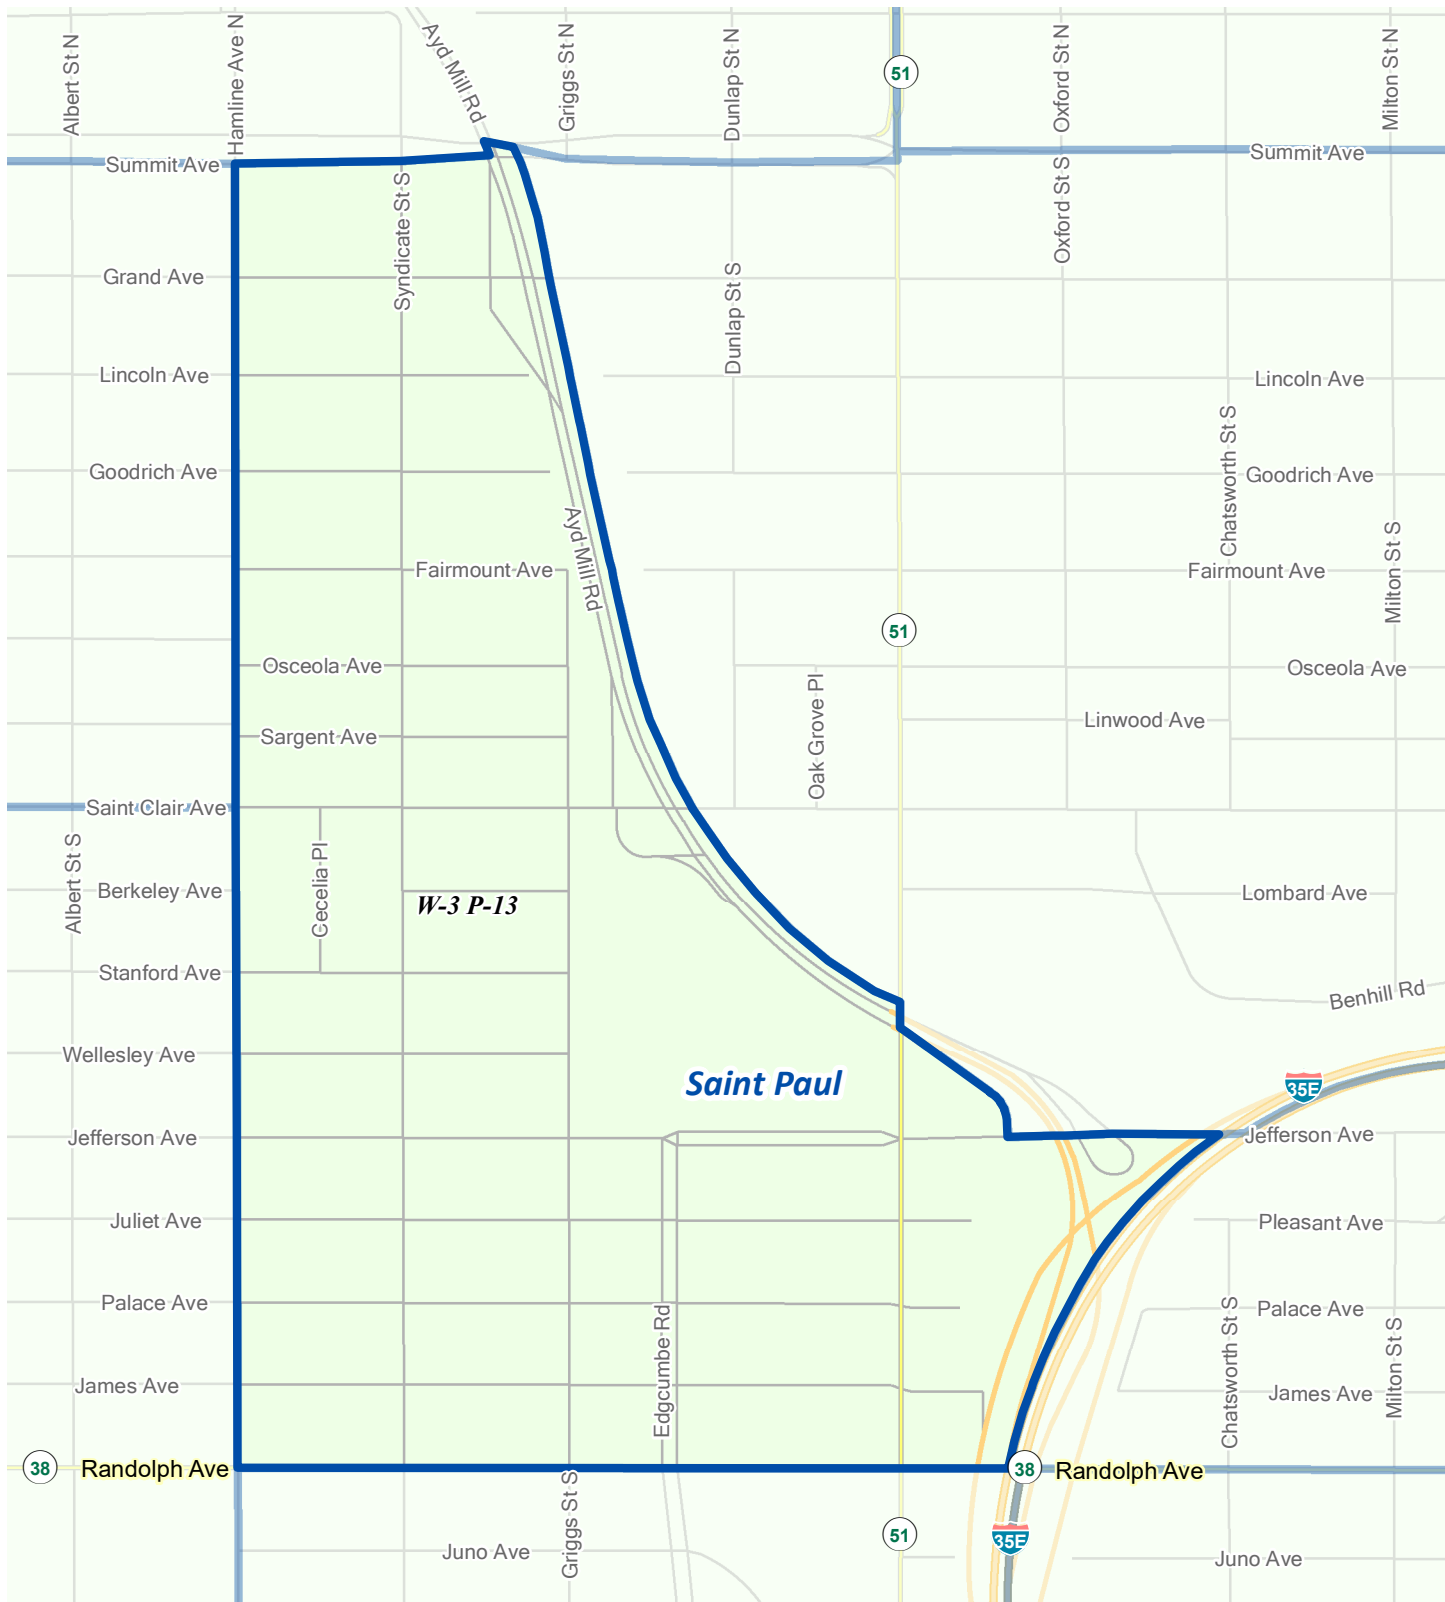 Albert St N
Hamline Ave N
Ayd Mill Rd
Griggs St N
Dunlap St N
51
Oxford St N
Milton St N
Summit Ave
Summit Ave
Syndicate St S
Oxford St S
Grand Ave
Dunlap St S
Lincoln Ave
Lincoln Ave
Chatsworth St S
Goodrich Ave
Goodrich Ave
Ayd Mill Rd
Milton St S
Fairmount Ave
Fairmount Ave
51
Osceola Ave
Osceola Ave
Oak Grove Pl
Linwood Ave
Sargent Ave
Saint Clair Ave
Albert St S
Cecelia Pl
Berkeley Ave
Lombard Ave
W-3 P-13
Stanford Ave
Benhill Rd
Wellesley Ave
Saint Paul
35E
Jefferson Ave
Jefferson Ave
Juliet Ave
Pleasant Ave
Palace Ave
Palace Ave
Edgcumbe Rd
Chatsworth St S
Milton St S
James Ave
James Ave
38
Randolph Ave
38
Randolph Ave
Griggs St S
51
35E
Juno Ave
Juno Ave